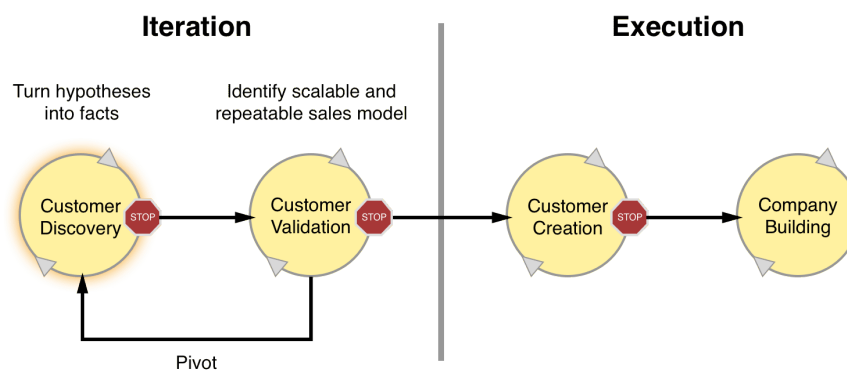 Iteration
Execution
Turn hypotheses
into facts
Identify scalable and
repeatable sales model
Customer
Discovery
STOP
Customer
Validation
STOP
Customer
Creation
STOP
Company
Building
Pivot